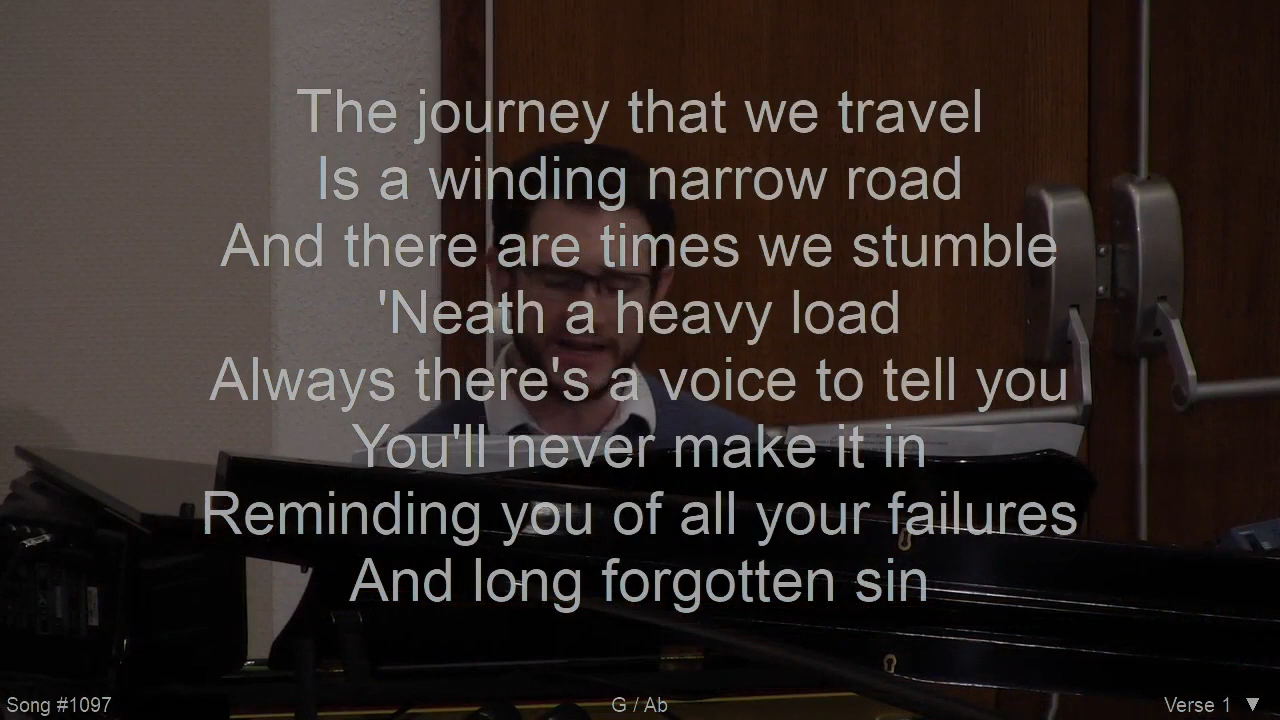 The journey that we travel
Is a winding narrow road
And there are times we stumble
'Neath a heavy load
Always there's a voice to tell you
You'll never make it in
Reminding you of all your failures
And long forgotten sin
Song #1097
G / Ab
Verse 1 ▼